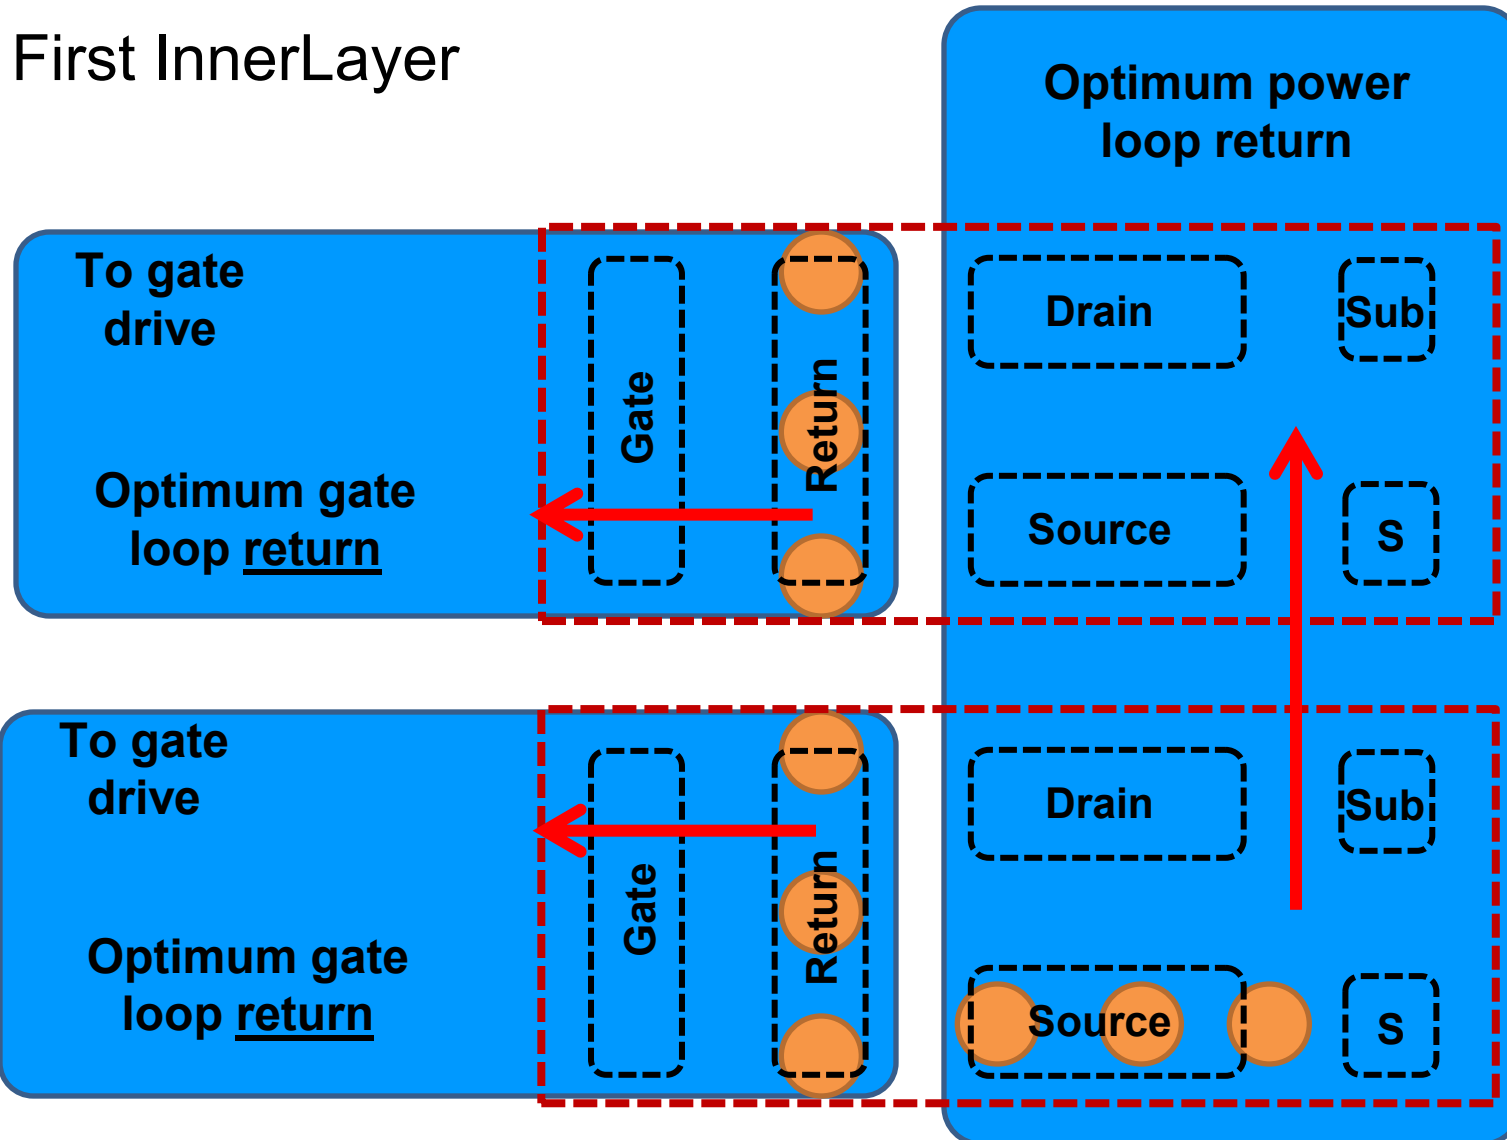 First InnerLayer
Optimum power
loop return
To gate
drive
Optimum gate
loop return
Gate
Return
Drain
Sub
Source
S
To gate
drive
Optimum gate
loop return
Gate
Return
Drain
Sub
Source
S